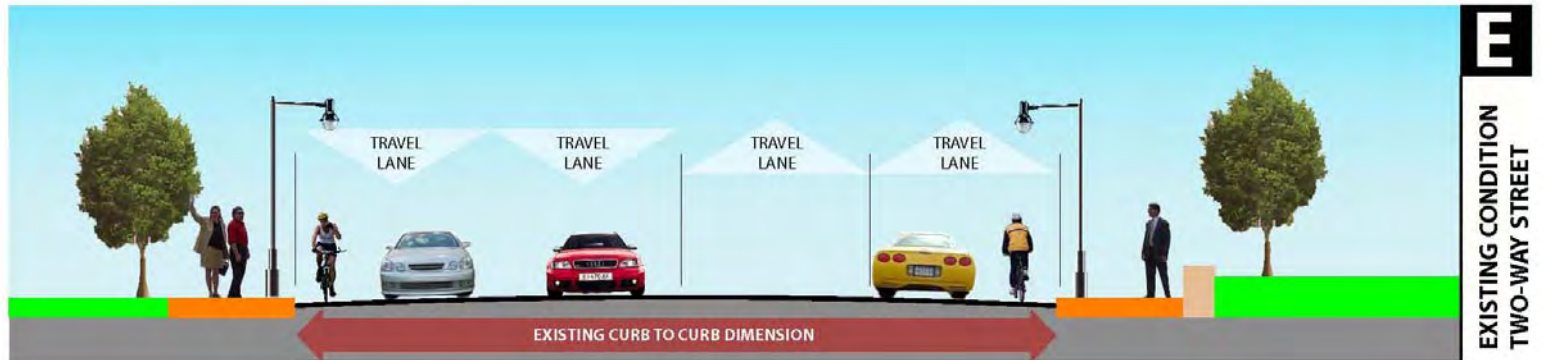 TRAVEL
LANE
TRAVEL
LANE
TRAVEL
LANE
TRAVEL
LANE
EXISTING CURB TO CURB DIMENSION
E
EXISTING CONDITION
TWO-WAY STREET